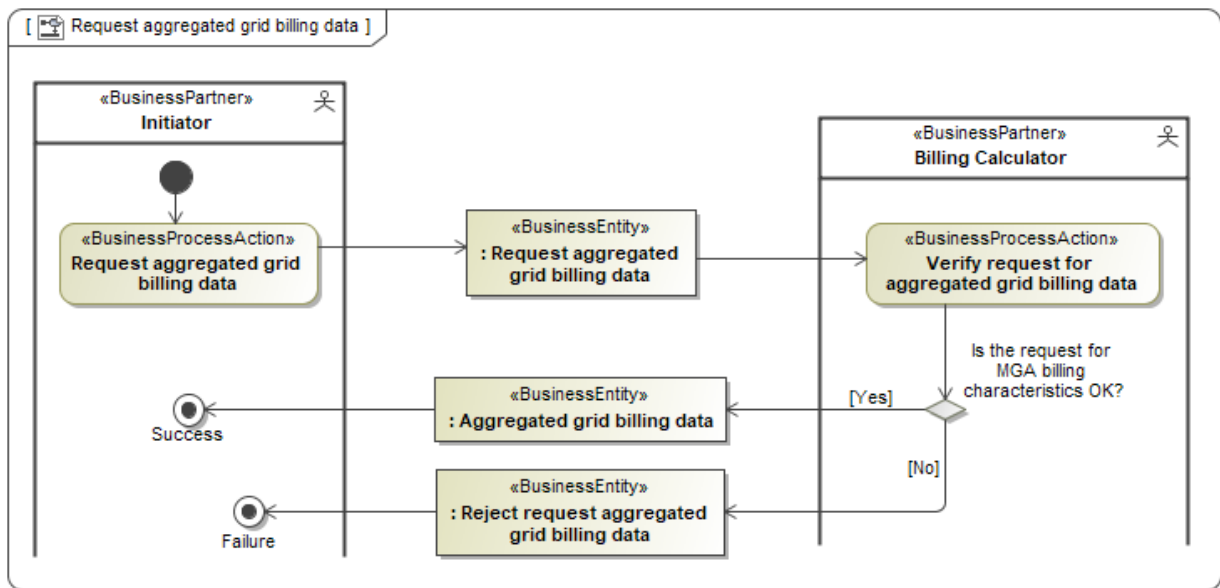 [ Request aggregated grid billing data ]
«BusinessPartner»
Initiator
«BusinessPartner»
Billing Calculator
«BusinessProcessAction»
Request aggregated grid
billing data
«BusinessEntity»
: Request aggregated
grid billing data
«BusinessProcessAction»
Verify request for
aggregated grid billing data
Is the request for
MGA billing
characteristics OK?
[Yes]
«BusinessEntity»
: Aggregated grid billing data
Success
[No]
«BusinessEntity»
: Reject request aggregated
grid billing data
Failure